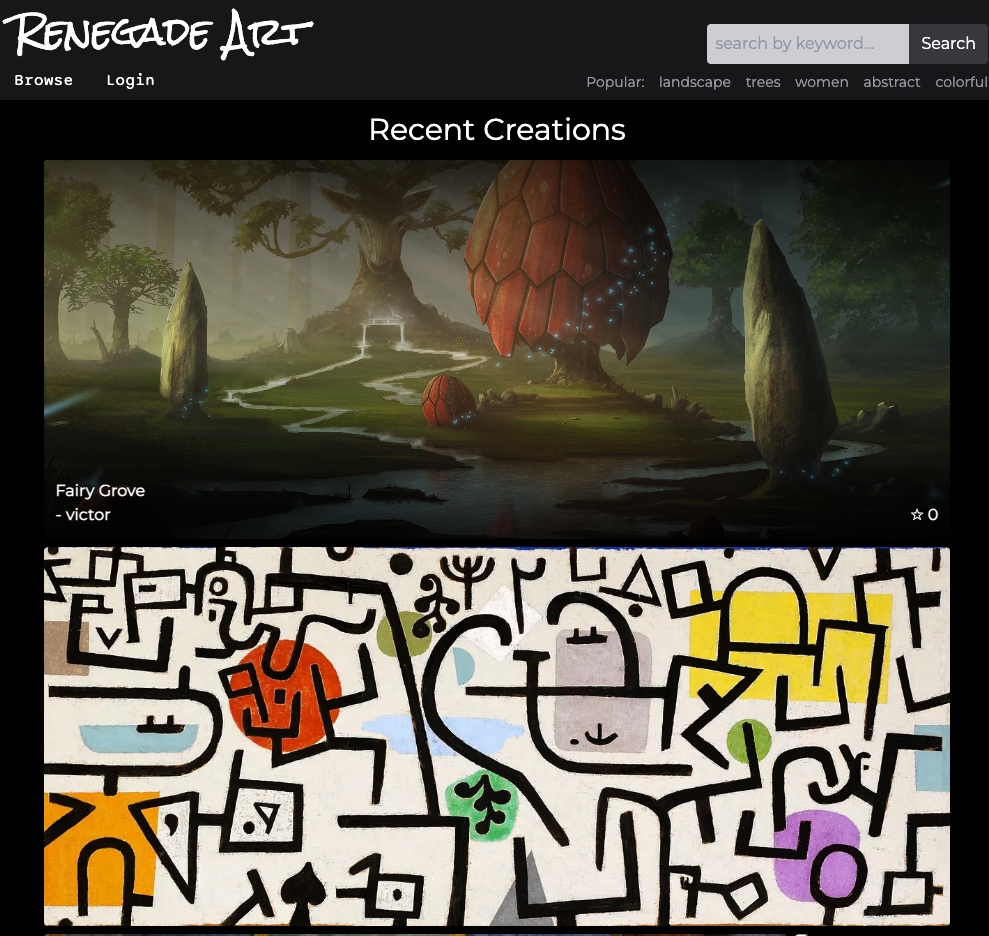 Renegade Art
search by keyword...
Search
Browse
Login
Popular: landscape trees women abstract colorful
Recent Creations
Fairy Grove
- victor
☆ 0